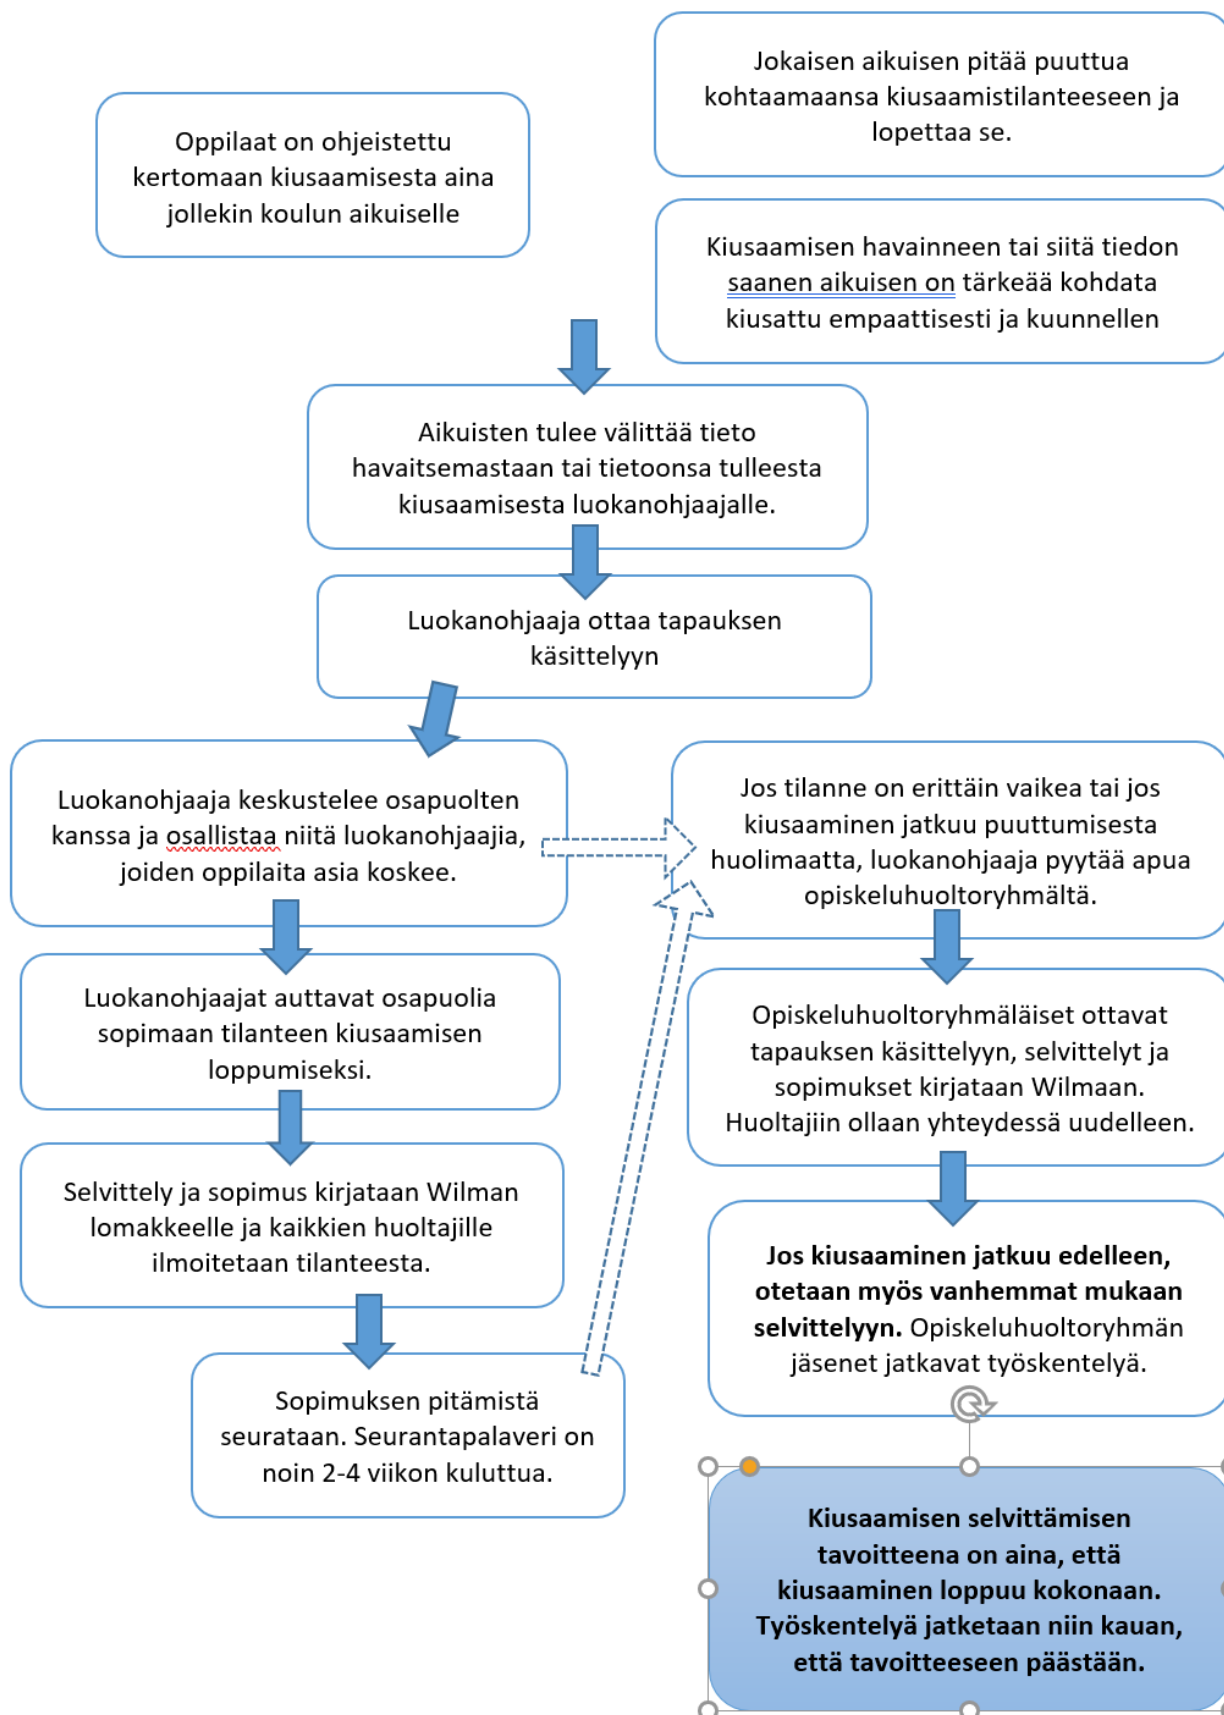 Jokaisen aikuisen pitää puuttua
kohtaamaansa kiusaamistilanteeseen ja
lopettaa se.
Oppilaat on ohjeistettu
kertomaan kiusaamisesta aina
jollekin koulun aikuiselle
Kiusaamisen havainneen tai siitä tiedon
saanen aikuisen on tärkeää kohdata
kiusattu empaattisesti ja kuunnellen
Aikuisten tulee välittää tieto
havaitsemastaan tai tietoonsa tulleesta
kiusaamisesta luokanohjaajalle.
Luokanohjaaja ottaa tapauksen
käsittelyyn
Luokanohjaaja keskustelee osapuolten
kanssa ja osallistaa niitä luokanohjaajia,
joiden oppilaita asia koskee.
Luokanohjaajat auttavat osapuolia
sopimaan tilanteen kiusaamisen
loppumiseksi.
Selvittely ja sopimus kirjataan Wilman
lomakkeelle ja kaikkien huoltajille
ilmoitetaan tilanteesta.
Sopimuksen pitämistä
seurataan. Seurantapalaveri on
noin 2-4 viikon kuluttua.
Jos tilanne on erittäin vaikea tai jos
kiusaaminen jatkuu puuttumisesta
huolimaatta, luokanohjaaja pyytää apua
opiskeluhuoltoryhmältä.
Opiskeluhuoltoryhmäläiset ottavat
tapauksen käsittelyyn, selvittelyt ja
sopimukset kirjataan Wilmaan.
Huoltajiin ollaan yhteydessä uudelleen.
Jos kiusaaminen jatkuu edelleen,
otetaan myös vanhemmat mukaan
selvittelyyn. Opiskeluhuoltoryhmän
jäsenet jatkavat työskentelyä.
Kiusaamisen selvittämisen
tavoitteena on aina, että
kiusaaminen loppuu kokonaan.
Työskentelyä jatketaan niin kauan,
että tavoitteeseen päästään.